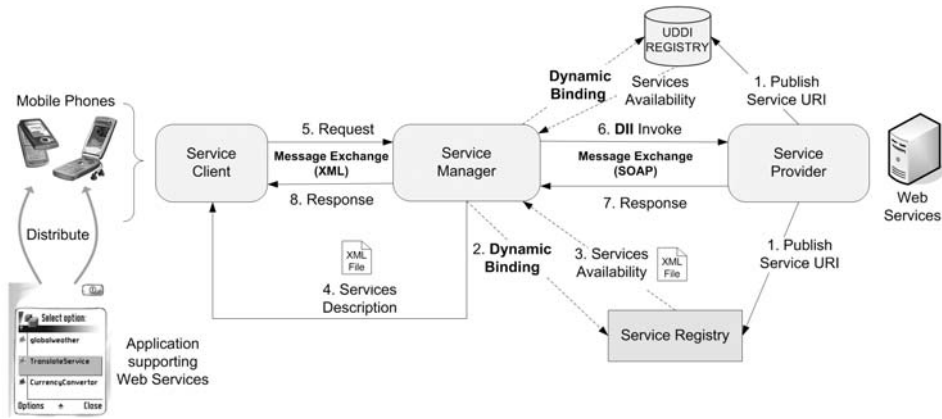 UDDI
REGISTRY
Dynamic
Binding
Services
Availability
1. Publish
Service URI
Mobile Phones
5. Request
6. DII Invoke
Service
Client
Message Exchange
(XML)
Service
Manager
Message Exchange
(SOAP)
Service
Provider
8. Response
7. Response
Web
Services
Distribute
XML
File
2. Dynamic
Binding
3. Services
Availability
XML
File
1. Publish
Service URI
4. Services
Description
Select option:
globalweather
TranslateService
CurrencyConvertor
Options
Close
Application
supporting
Web Services
Service Registry